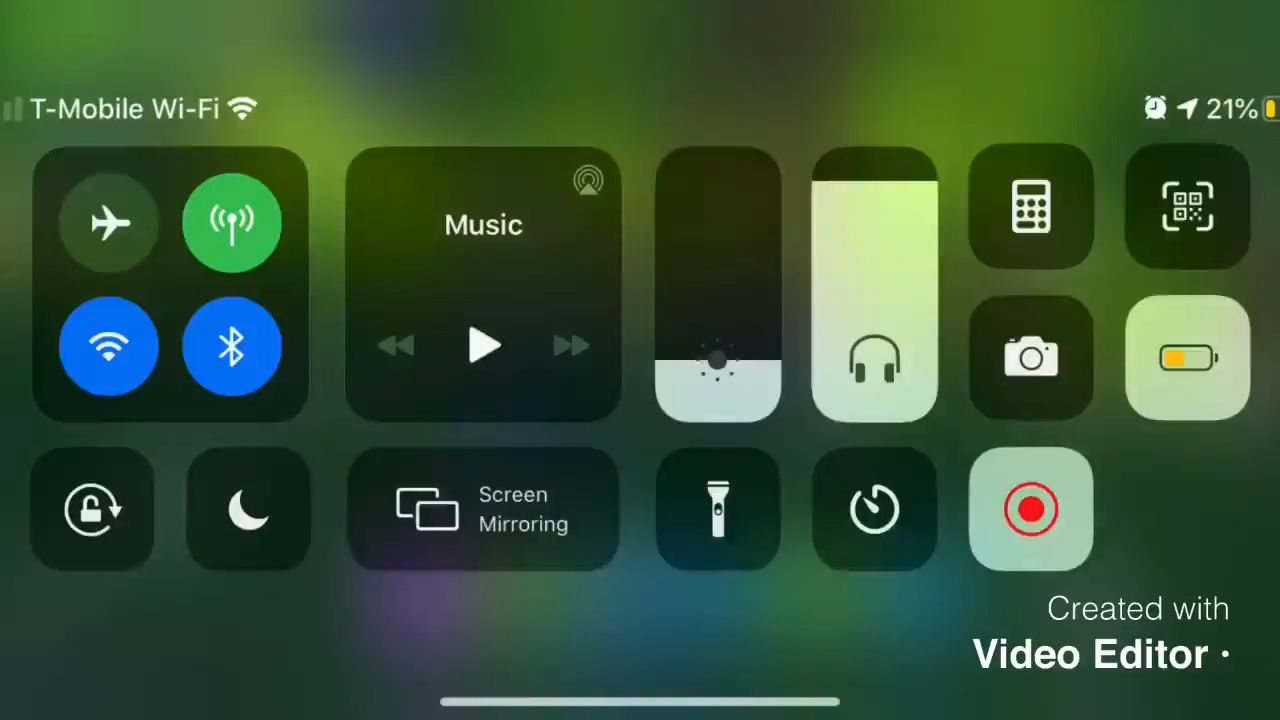 T-Mobile Wi-Fi
21%
Music
Screen
Mirroring
Created with
Video Editor ·